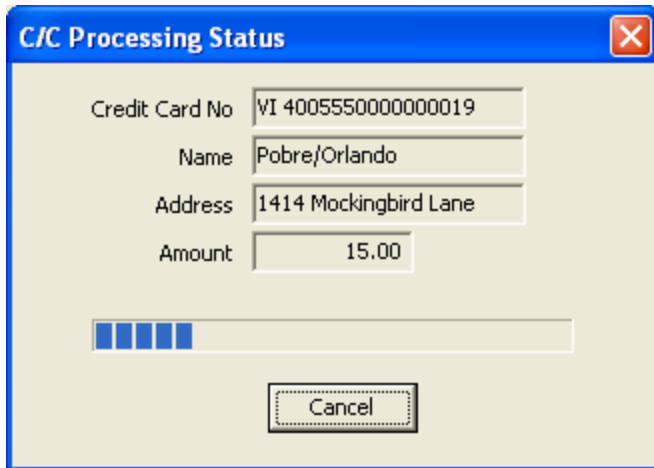 C/C Processing Status
Credit Card No VI 4005550000000019
Name Pobre/Orlando
Address 1414 Mockingbird Lane
Amount 15.00
Cancel